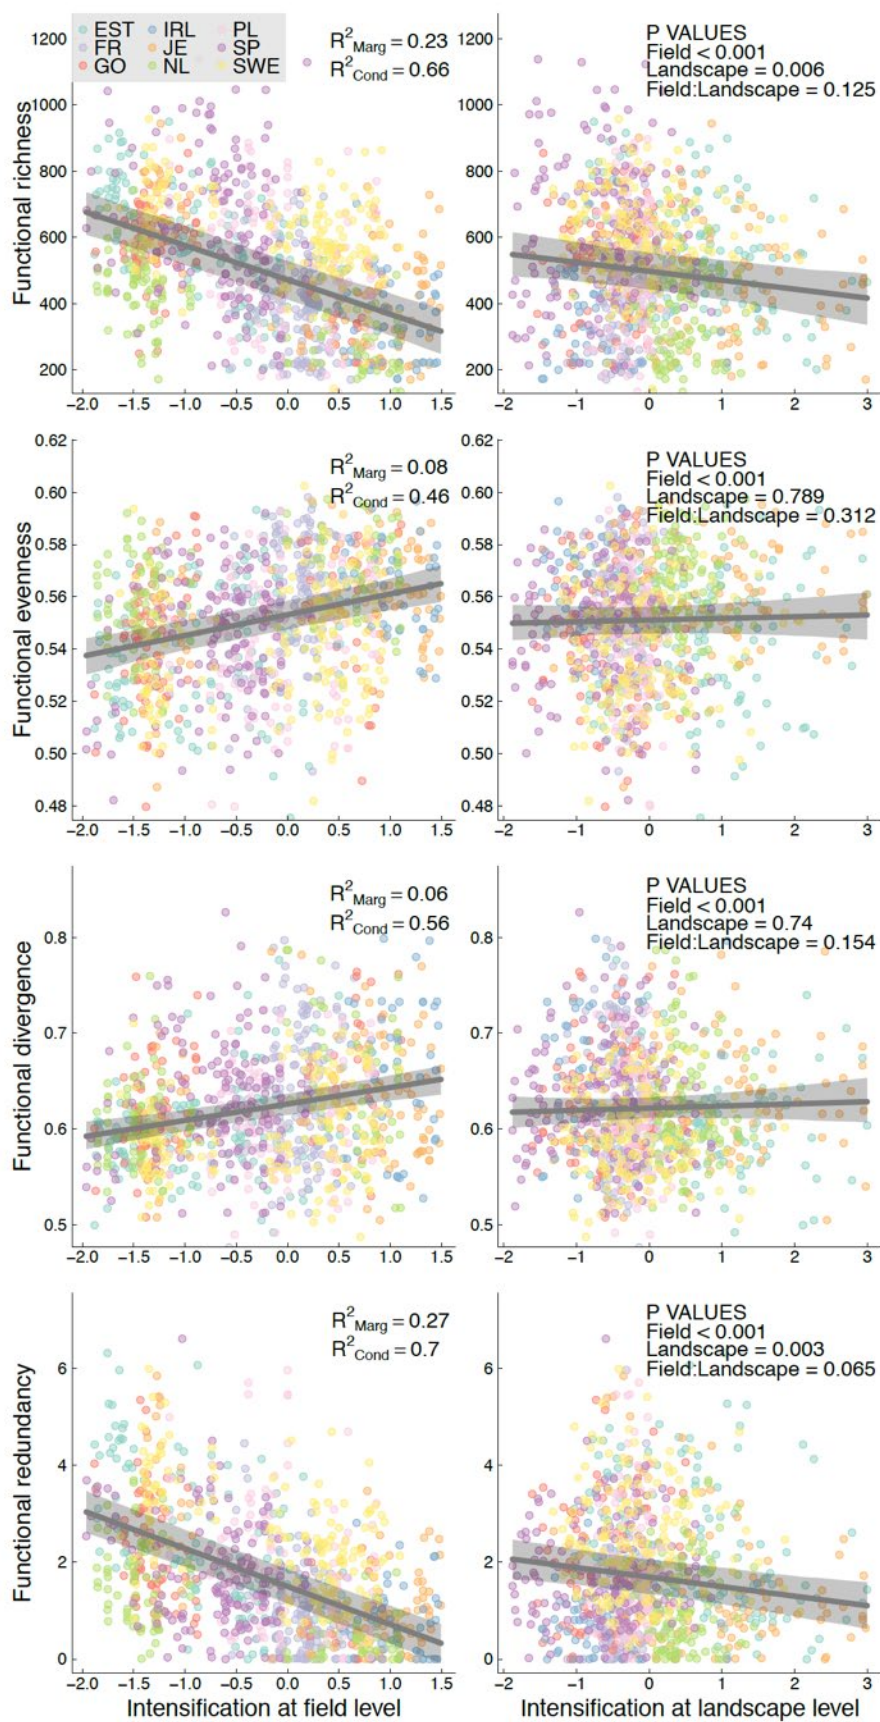 EST IRL PL
FR JE SP
GO NL SWE
R²Marg = 0.23
R²Cond = 0.66
P VALUES
Field < 0.001
Landscape = 0.006
Field:Landscape = 0.125
Functional richness
1200
1000
800
600
400
200
−2.0 −1.5 −1.0 −0.5 0.0 0.5 1.0 1.5
1200
1000
800
600
400
200
−2 −1 0 1 2 3
R²Marg = 0.08
R²Cond = 0.46
P VALUES
Field < 0.001
Landscape = 0.789
Field:Landscape = 0.312
Functional evenness
0.62
0.60
0.58
0.56
0.54
0.52
0.50
0.48
−2.0 −1.5 −1.0 −0.5 0.0 0.5 1.0 1.5
0.62
0.60
0.58
0.56
0.54
0.52
0.50
0.48
−2 −1 0 1 2 3
R²Marg = 0.06
R²Cond = 0.56
P VALUES
Field < 0.001
Landscape = 0.74
Field:Landscape = 0.154
Functional divergence
0.8
0.7
0.6
0.5
−2.0 −1.5 −1.0 −0.5 0.0 0.5 1.0 1.5
0.8
0.7
0.6
0.5
−2 −1 0 1 2 3
R²Marg = 0.27
R²Cond = 0.7
P VALUES
Field < 0.001
Landscape = 0.003
Field:Landscape = 0.065
Functional redundancy
6
4
2
0
−2.0 −1.5 −1.0 −0.5 0.0 0.5 1.0 1.5
6
4
2
0
−2 −1 0 1 2 3
Intensification at field level
Intensification at landscape level